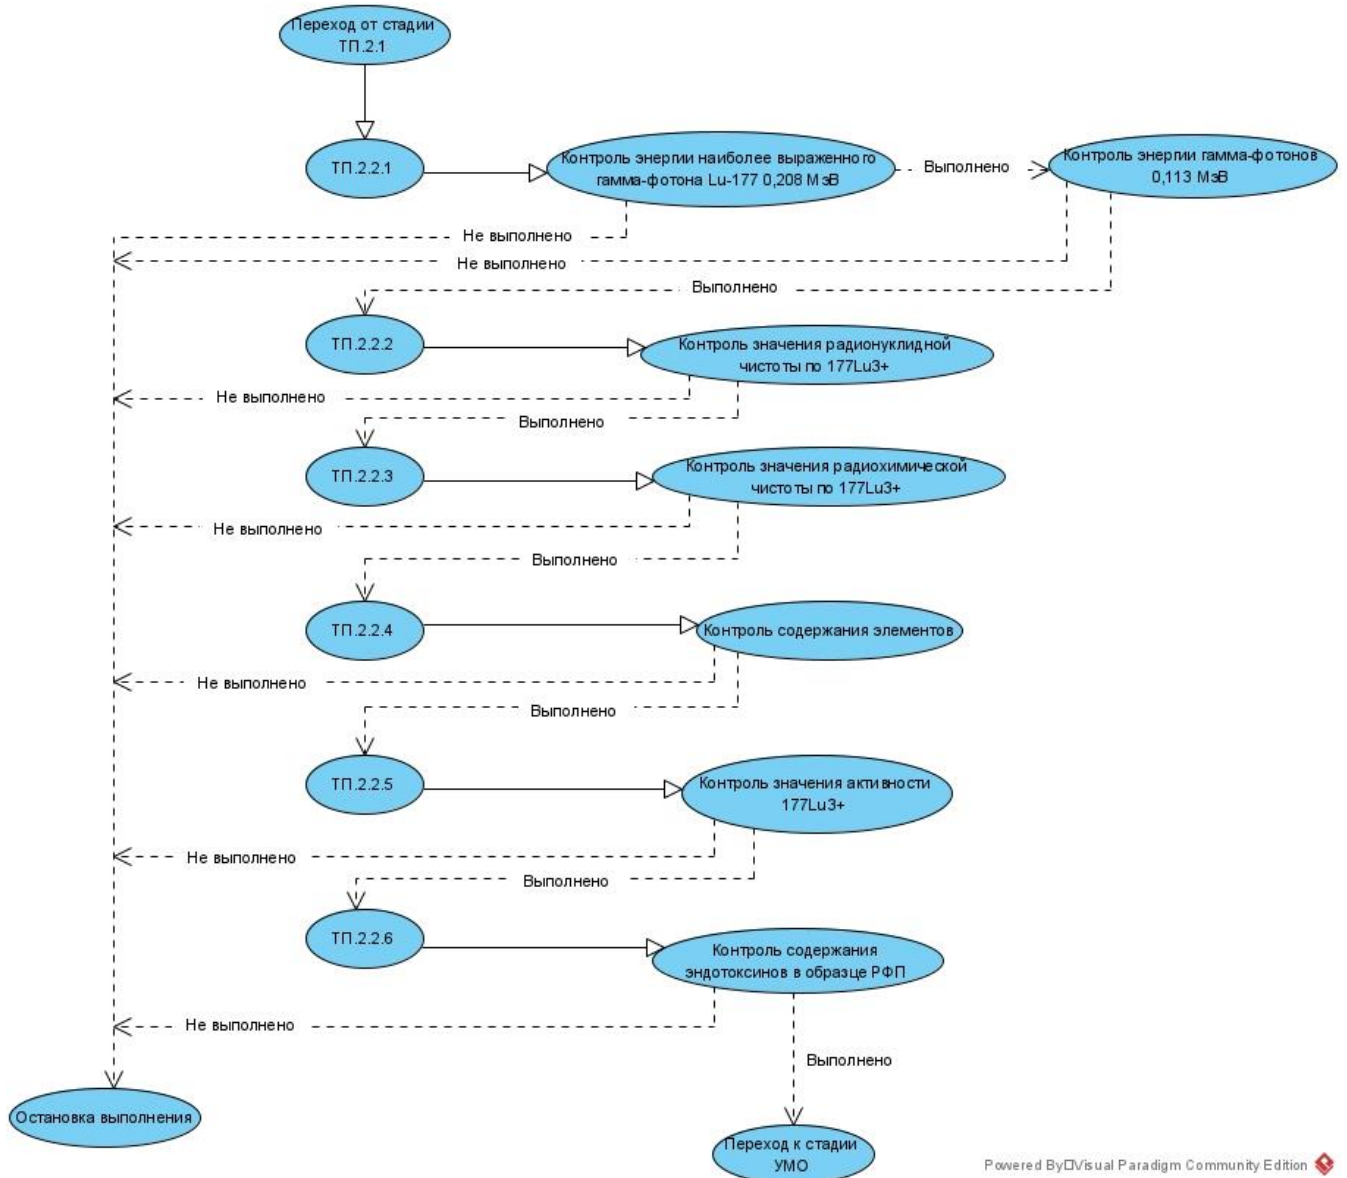 Переход от стадии
ТП.2.1
ТП.2.2.1
Контроль энергии наиболее выраженного
гамма-фотона Lu-177 0,208 МэВ
Выполнено
Контроль энергии гамма-фотонов
0,113 МэВ
Не выполнено
Не выполнено
Выполнено
ТП.2.2.2
Контроль значения радионуклидной
чистоты по 177Lu3+
Не выполнено
Выполнено
ТП.2.2.3
Контроль значения радиохимической
чистоты по 177Lu3+
Не выполнено
Выполнено
ТП.2.2.4
Контроль содержания элементов
Не выполнено
Выполнено
ТП.2.2.5
Контроль значения активности
177Lu3+
Не выполнено
Выполнено
ТП.2.2.6
Контроль содержания
эндотоксинов в образце РФП
Не выполнено
Выполнено
Остановка выполнения
Переход к стадии
УМО
Powered By□Visual Paradigm Community Edition